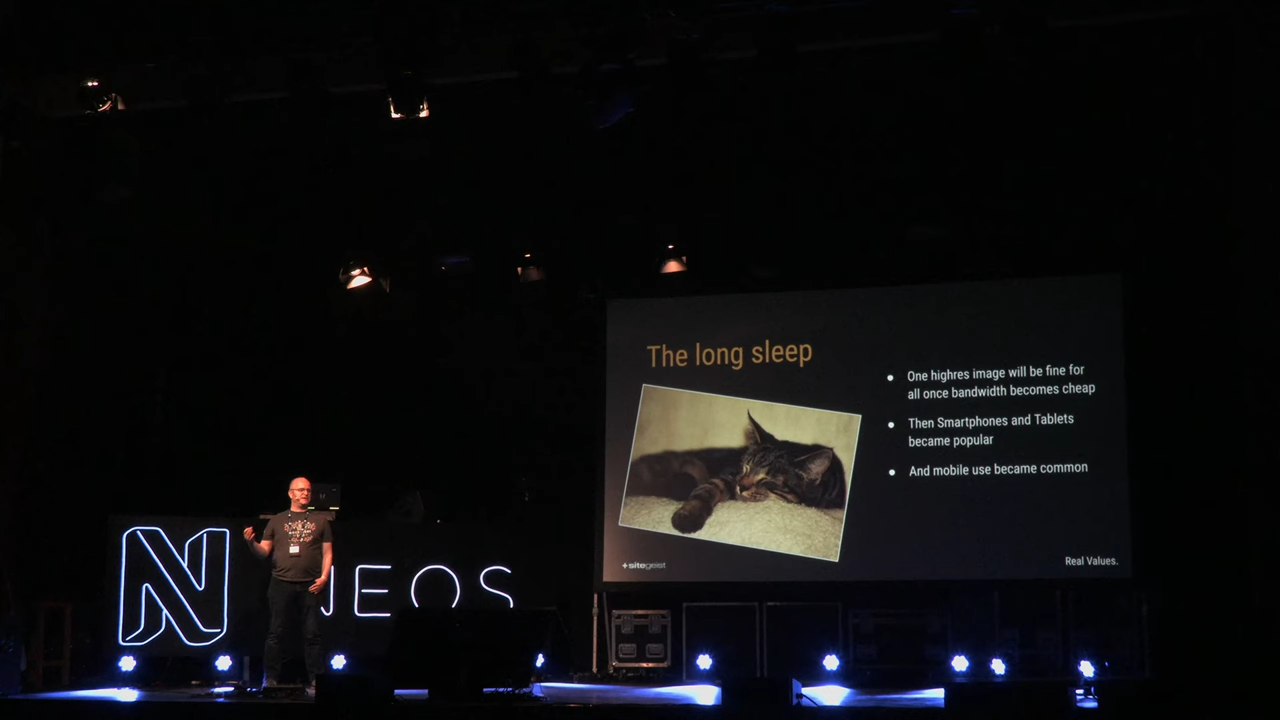 The long sleep
One highres image will be fine for
all once bandwidth becomes cheap
Then Smartphones and Tablets
became popular
And mobile use became common
+sitegeist
Real Values.
N
NEOS